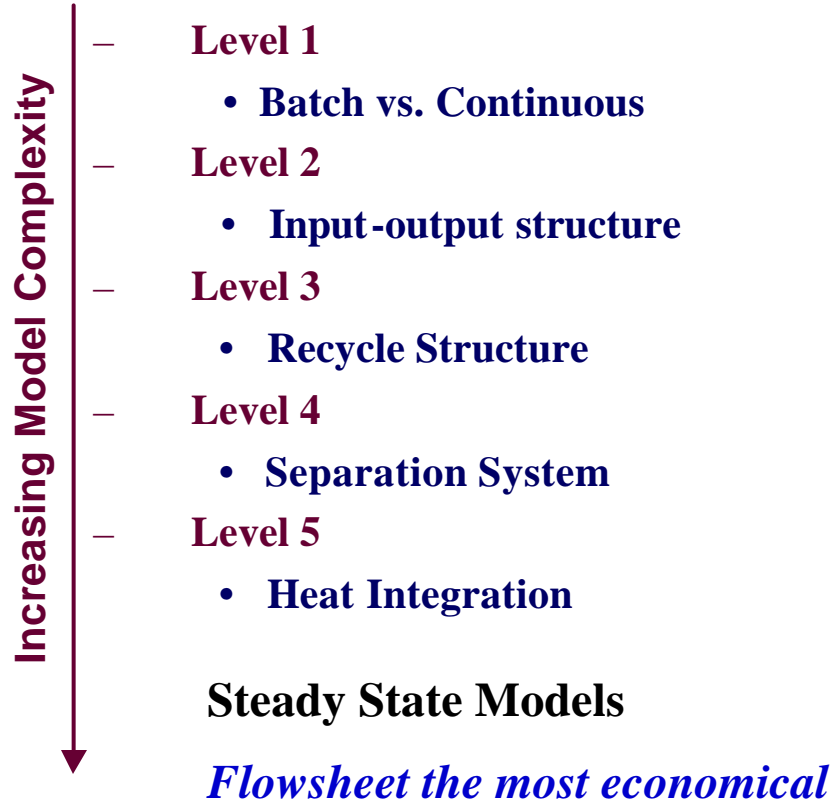 Increasing Model Complexity
– Level 1
• Batch vs. Continuous
– Level 2
• Input-output structure
– Level 3
• Recycle Structure
– Level 4
• Separation System
– Level 5
• Heat Integration
Steady State Models
Flowsheet the most economical